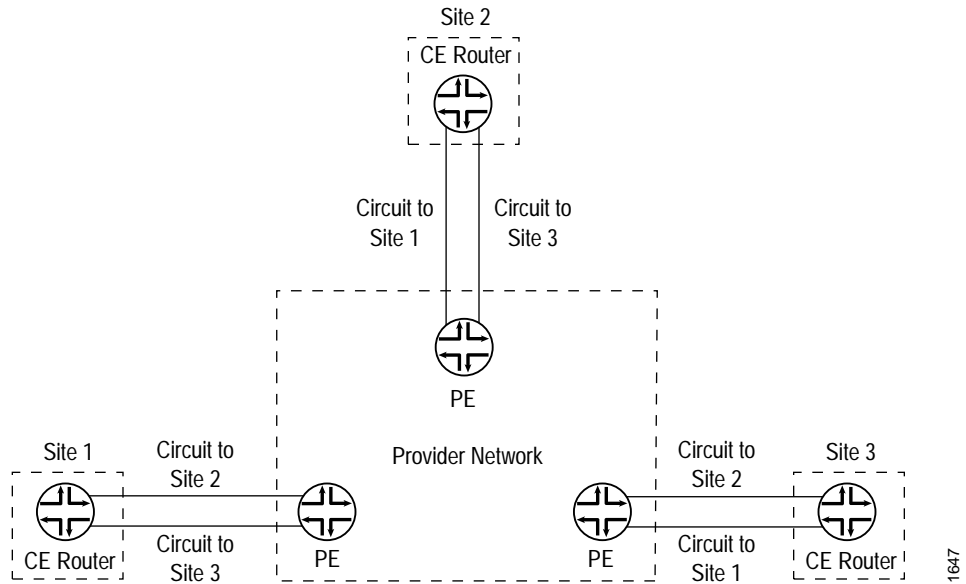 Site 2
CE Router
Circuit to
Site 1
Circuit to
Site 3
PE
Provider Network
Site 1
CE Router
Circuit to
Site 2
Circuit to
Site 3
PE
PE
Circuit to
Site 2
Circuit to
Site 1
Site 3
CE Router
1647